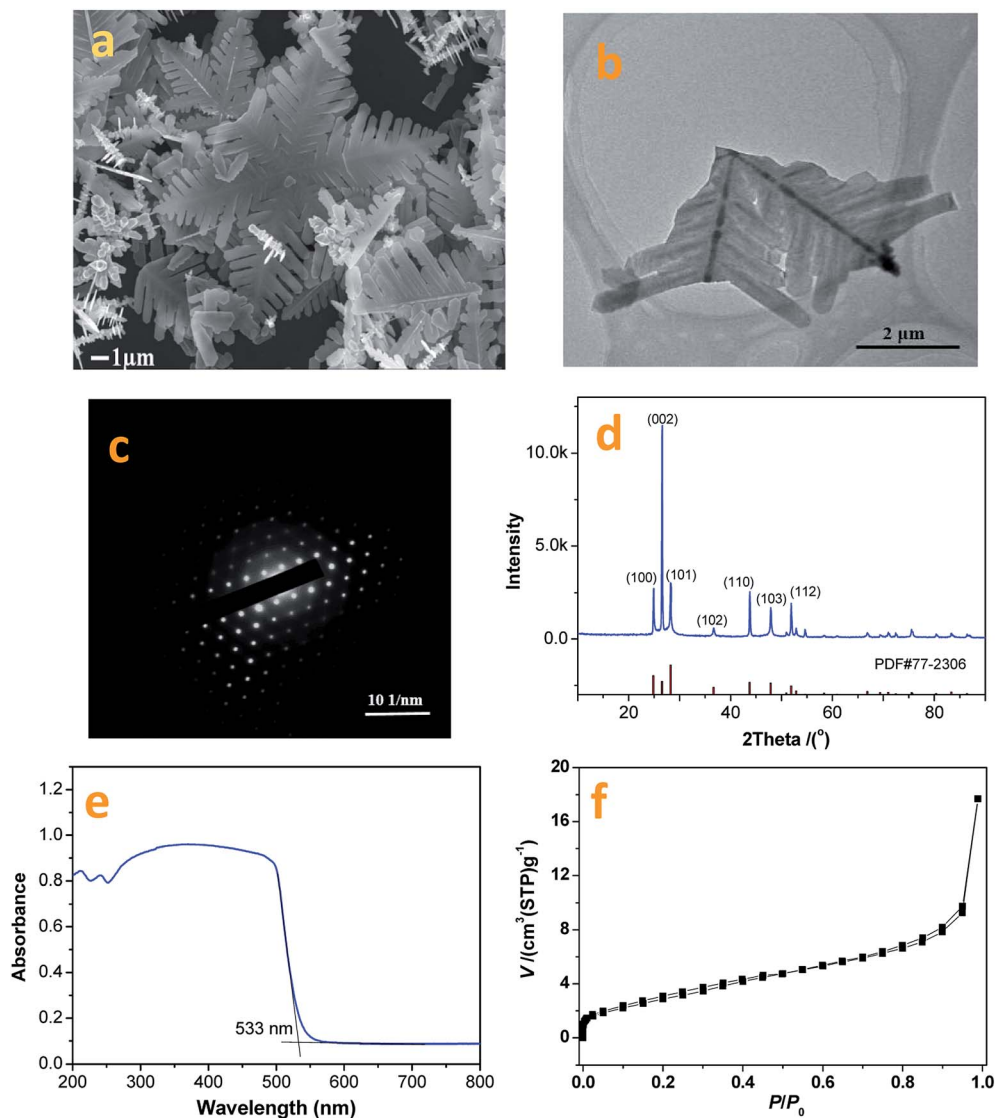 a
1μm
b
2 μm
c
10 1/nm
d
10.0k
5.0k
0.0
Intensity
(002)
(100)
(101)
(102)
(110)
(103)
(112)
PDF#77-2306
20
40
60
80
2Theta /(°)
e
1.2
1.0
0.8
0.6
0.4
0.2
0.0
Absorbance
533 nm
200
300
400
500
600
700
800
Wavelength (nm)
f
20
16
12
8
4
0
V /(cm³(STP)g⁻¹)
0.0
0.2
0.4
0.6
0.8
1.0
P/P₀